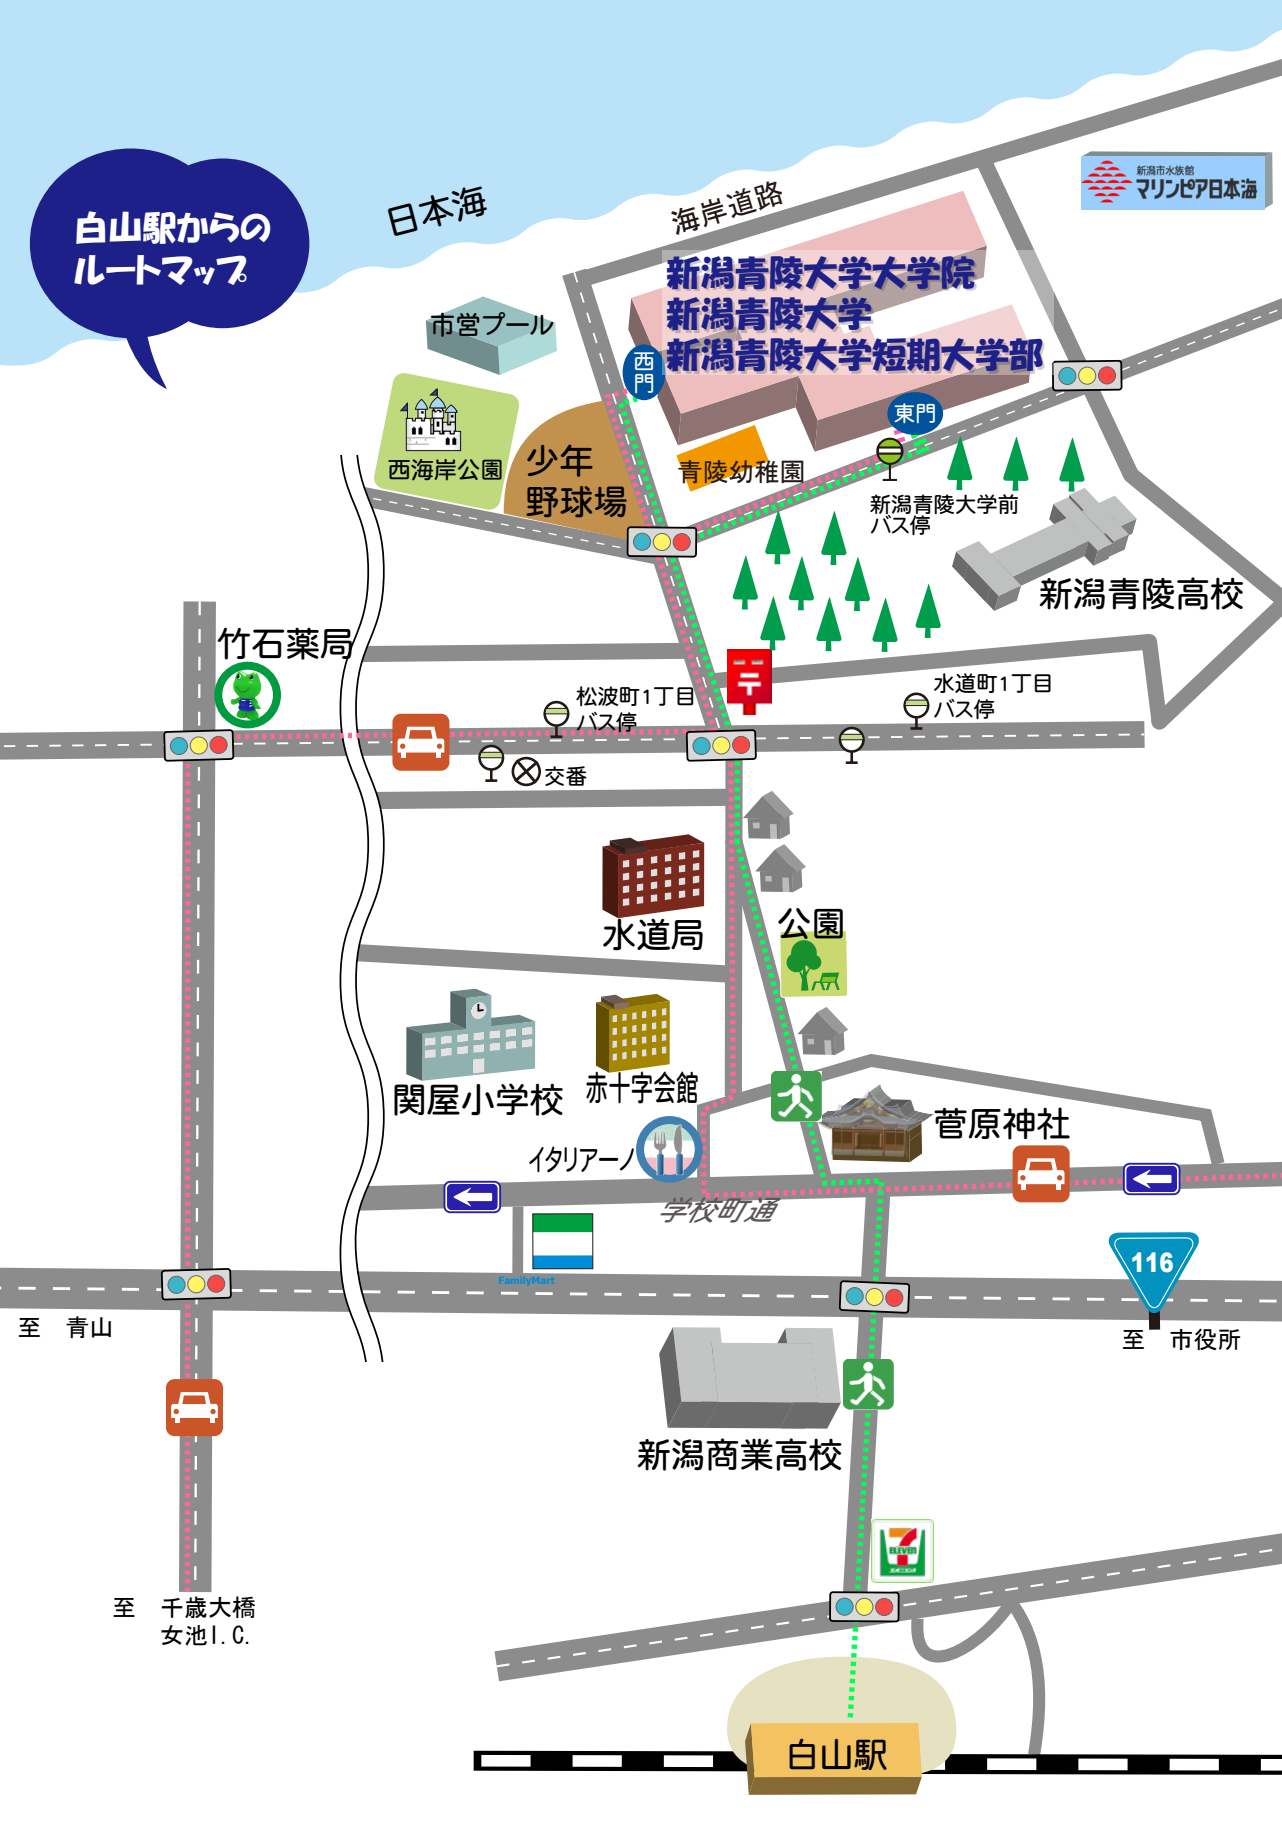 白山駅からの
ルートマップ。
日本海
海岸道路
新潟市水族館
マリンピア日本海
新潟青陵大学大学院
新潟青陵大学
新潟青陵大学短期大学部
市営プール
西門
東門
西海岸公園
少年
野球場
青陵幼稚園
新潟青陵大学前
バス停
新潟青陵高校
竹石薬局
松波町1丁目
バス停
水道町1丁目
バス停
交番
水道局
公園
関屋小学校
赤十字会館
菅原神社
イタリアーノ
学校町通
FamilyMart
116
至　青山
至　市役所
新潟商業高校
ELEVEN
至　千歳大橋
女池I.C.
白山駅